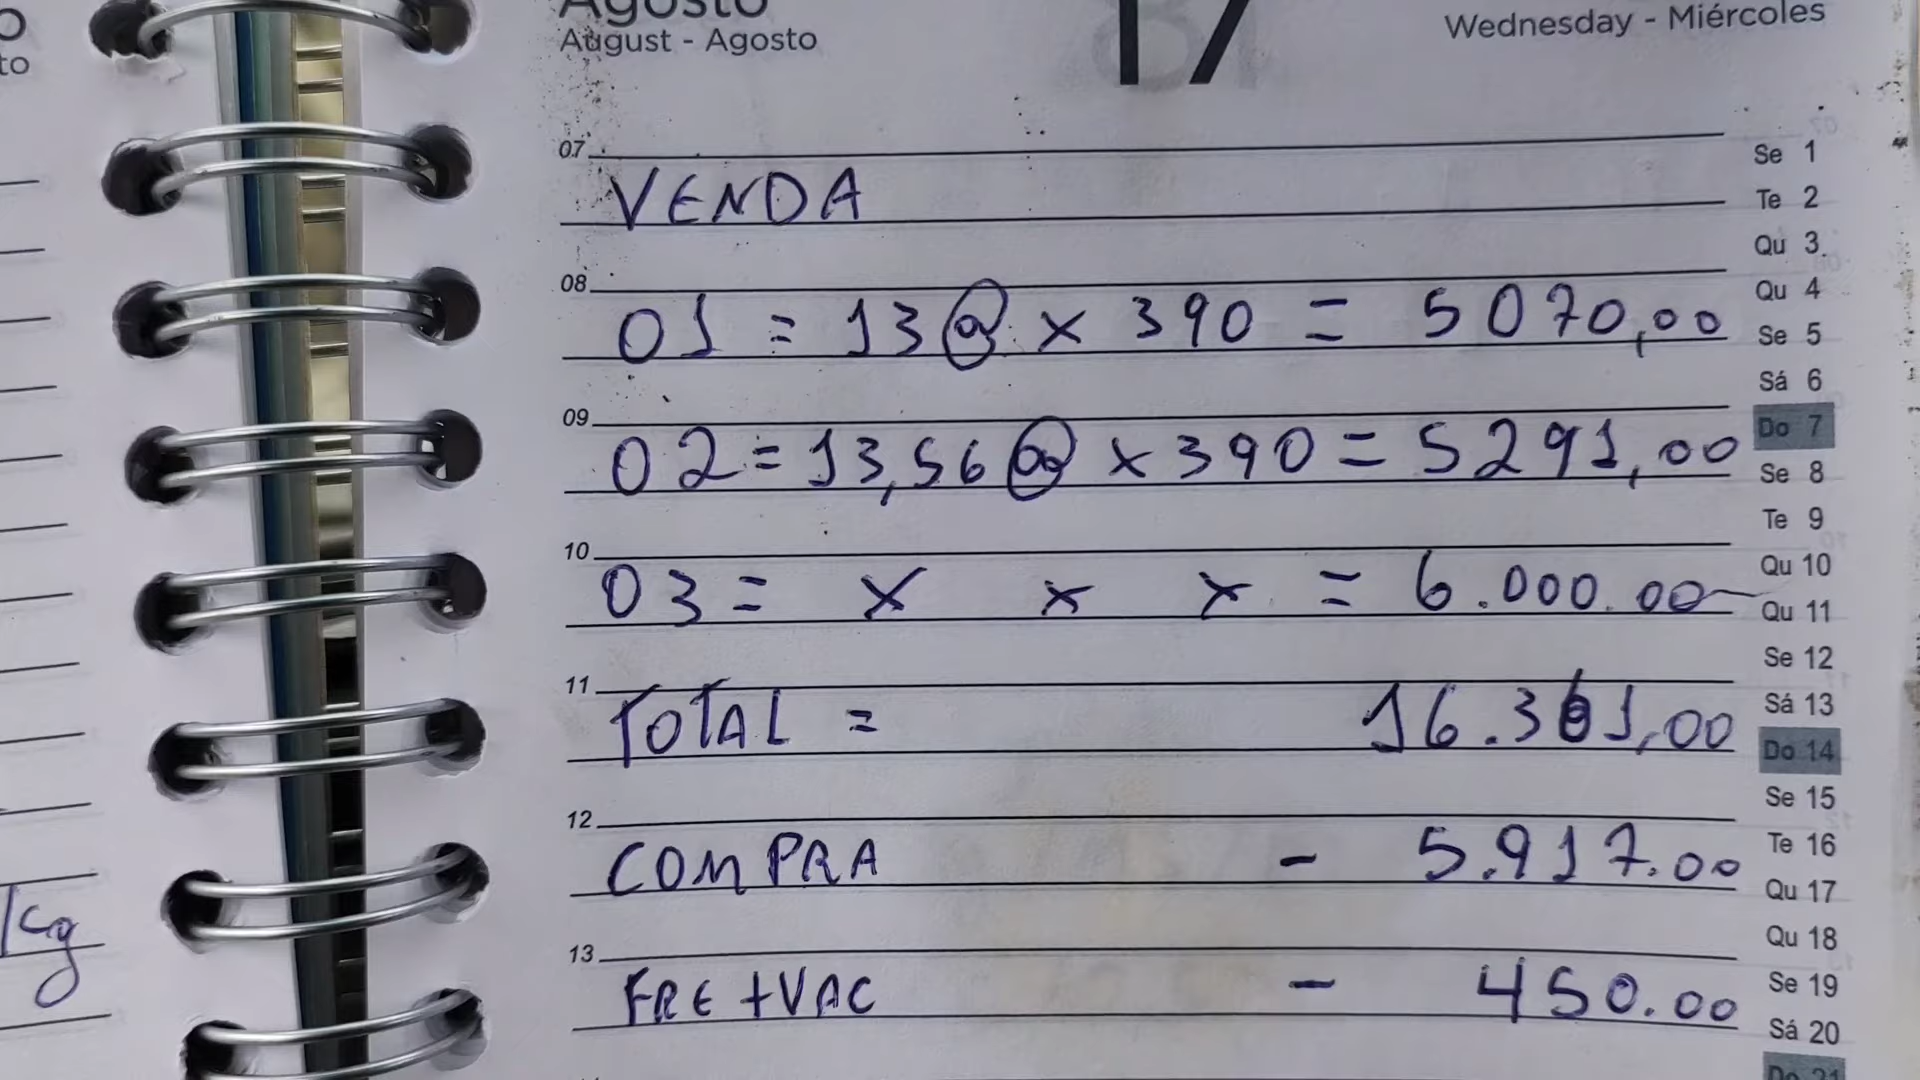 o
to
Agosto
August - Agosto
17
Wednesday - Miércoles
07
VENDA
08
01 = 13@ x 390 = 5070,00
09
02 = 13,56@ x 390 = 5291,00
10
03 = x x x = 6.000.00
11
TOTAL = 16.361,00
12
COMPRA - 5.917.00
13
FRE+VAC - 450.00
Kg
Se 1
Te 2
Qu 3
Qu 4
Se 5
Sá 6
Do 7
Se 8
Te 9
Qu 10
Qu 11
Se 12
Sá 13
Do 14
Se 15
Te 16
Qu 17
Qu 18
Se 19
Sá 20
Do 21